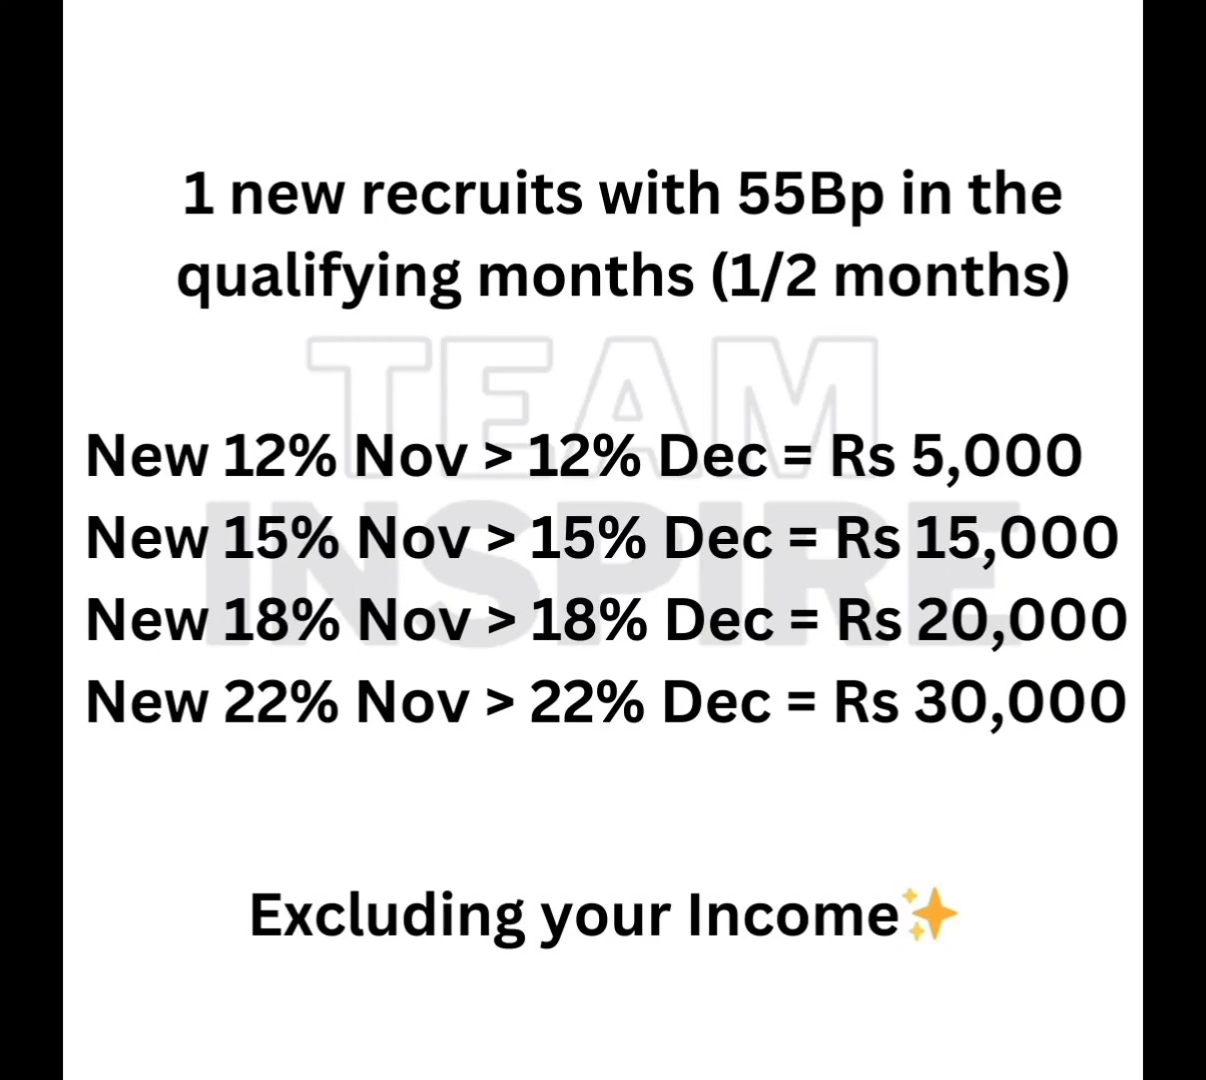 1 new recruits with 55Bp in the
qualifying months (1/2 months)
TEAM
INSPIRE
New 12% Nov > 12% Dec = Rs 5,000
New 15% Nov > 15% Dec = Rs 15,000
New 18% Nov > 18% Dec = Rs 20,000
New 22% Nov > 22% Dec = Rs 30,000
Excluding your Income✨